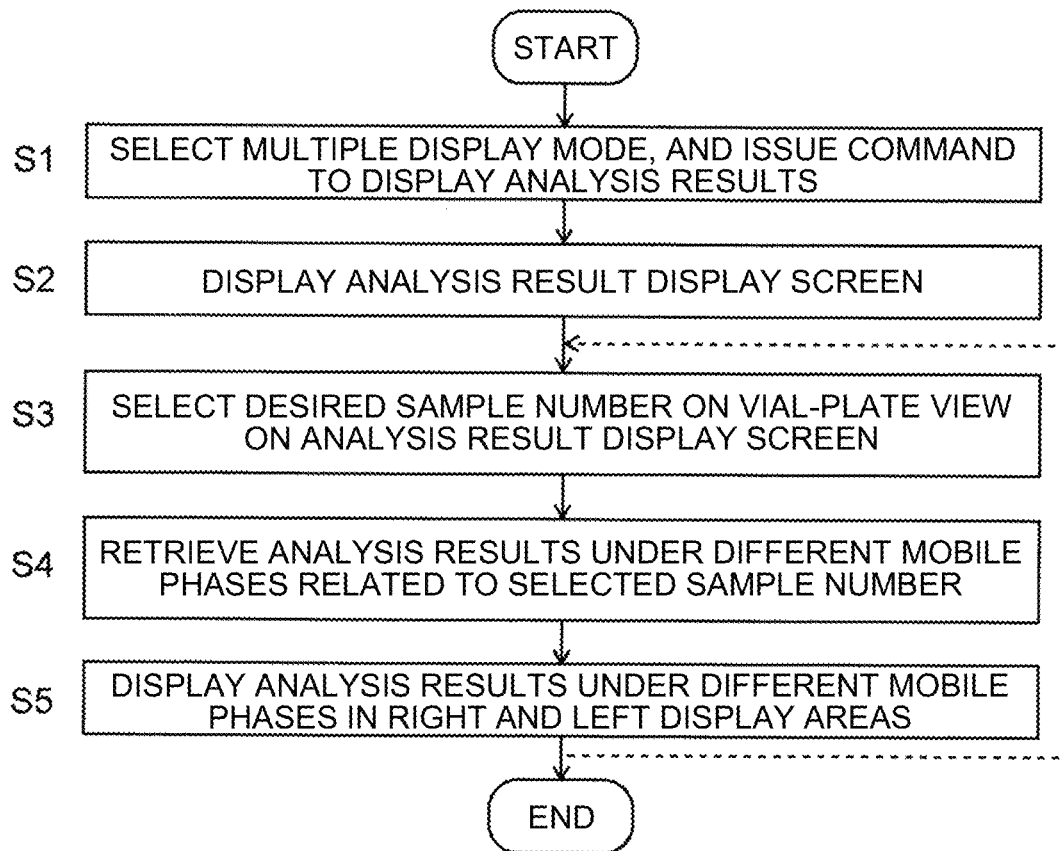 START
S1
SELECT MULTIPLE DISPLAY MODE, AND ISSUE COMMAND
TO DISPLAY ANALYSIS RESULTS
S2
DISPLAY ANALYSIS RESULT DISPLAY SCREEN
S3
SELECT DESIRED SAMPLE NUMBER ON VIAL-PLATE VIEW
ON ANALYSIS RESULT DISPLAY SCREEN
S4
RETRIEVE ANALYSIS RESULTS UNDER DIFFERENT MOBILE
PHASES RELATED TO SELECTED SAMPLE NUMBER
S5
DISPLAY ANALYSIS RESULTS UNDER DIFFERENT MOBILE
PHASES IN RIGHT AND LEFT DISPLAY AREAS
END